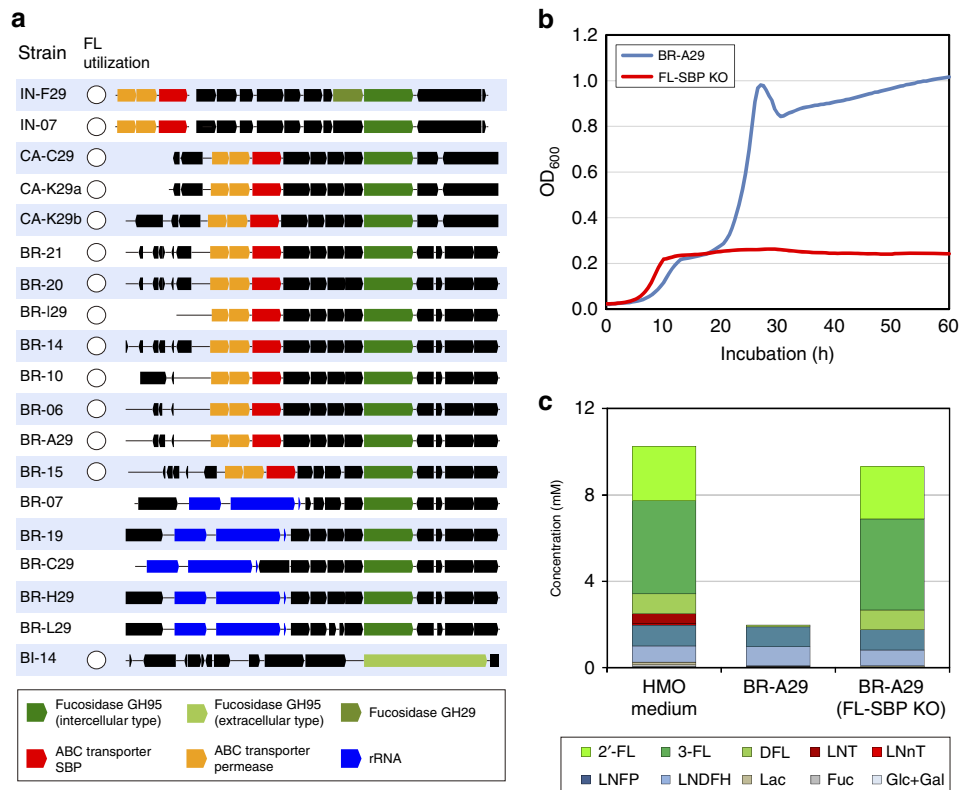 a
Strain
FL
utilization
IN-F29
IN-07
CA-C29
CA-K29a
CA-K29b
BR-21
BR-20
BR-I29
BR-14
BR-10
BR-06
BR-A29
BR-15
BR-07
BR-19
BR-C29
BR-H29
BR-L29
BI-14
Fucosidase GH95
(intercellular type)
Fucosidase GH95
(extracellular type)
Fucosidase GH29
ABC transporter
SBP
ABC transporter
permease
rRNA
b
1.2
1.0
0.8
0.6
0.4
0.2
0.0
OD600
BR-A29
FL-SBP KO
0 10 20 30 40 50 60
Incubation (h)
c
12
8
4
0
Concentration (mM)
HMO
medium
BR-A29
BR-A29
(FL-SBP KO)
2′-FL 3-FL DFL LNT LNnT
LNFP LNDFH Lac Fuc Glc+Gal